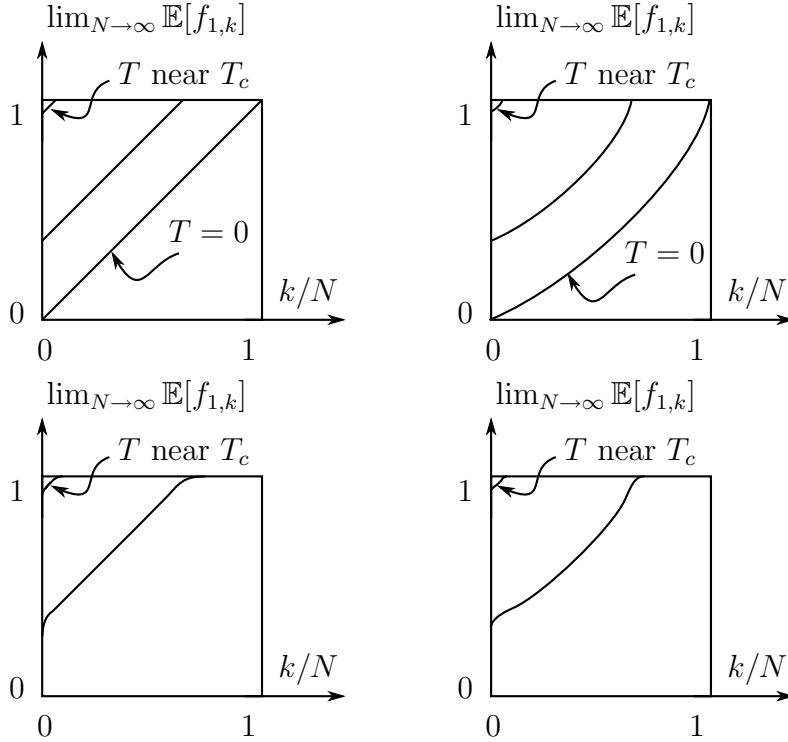 lim_{N→∞} 𝔼[f_{1,k}]
T near T_c
1
T = 0
k/N
0
0
1
lim_{N→∞} 𝔼[f_{1,k}]
T near T_c
1
T = 0
k/N
0
0
1
lim_{N→∞} 𝔼[f_{1,k}]
T near T_c
1
k/N
0
0
1
lim_{N→∞} 𝔼[f_{1,k}]
T near T_c
1
k/N
0
0
1